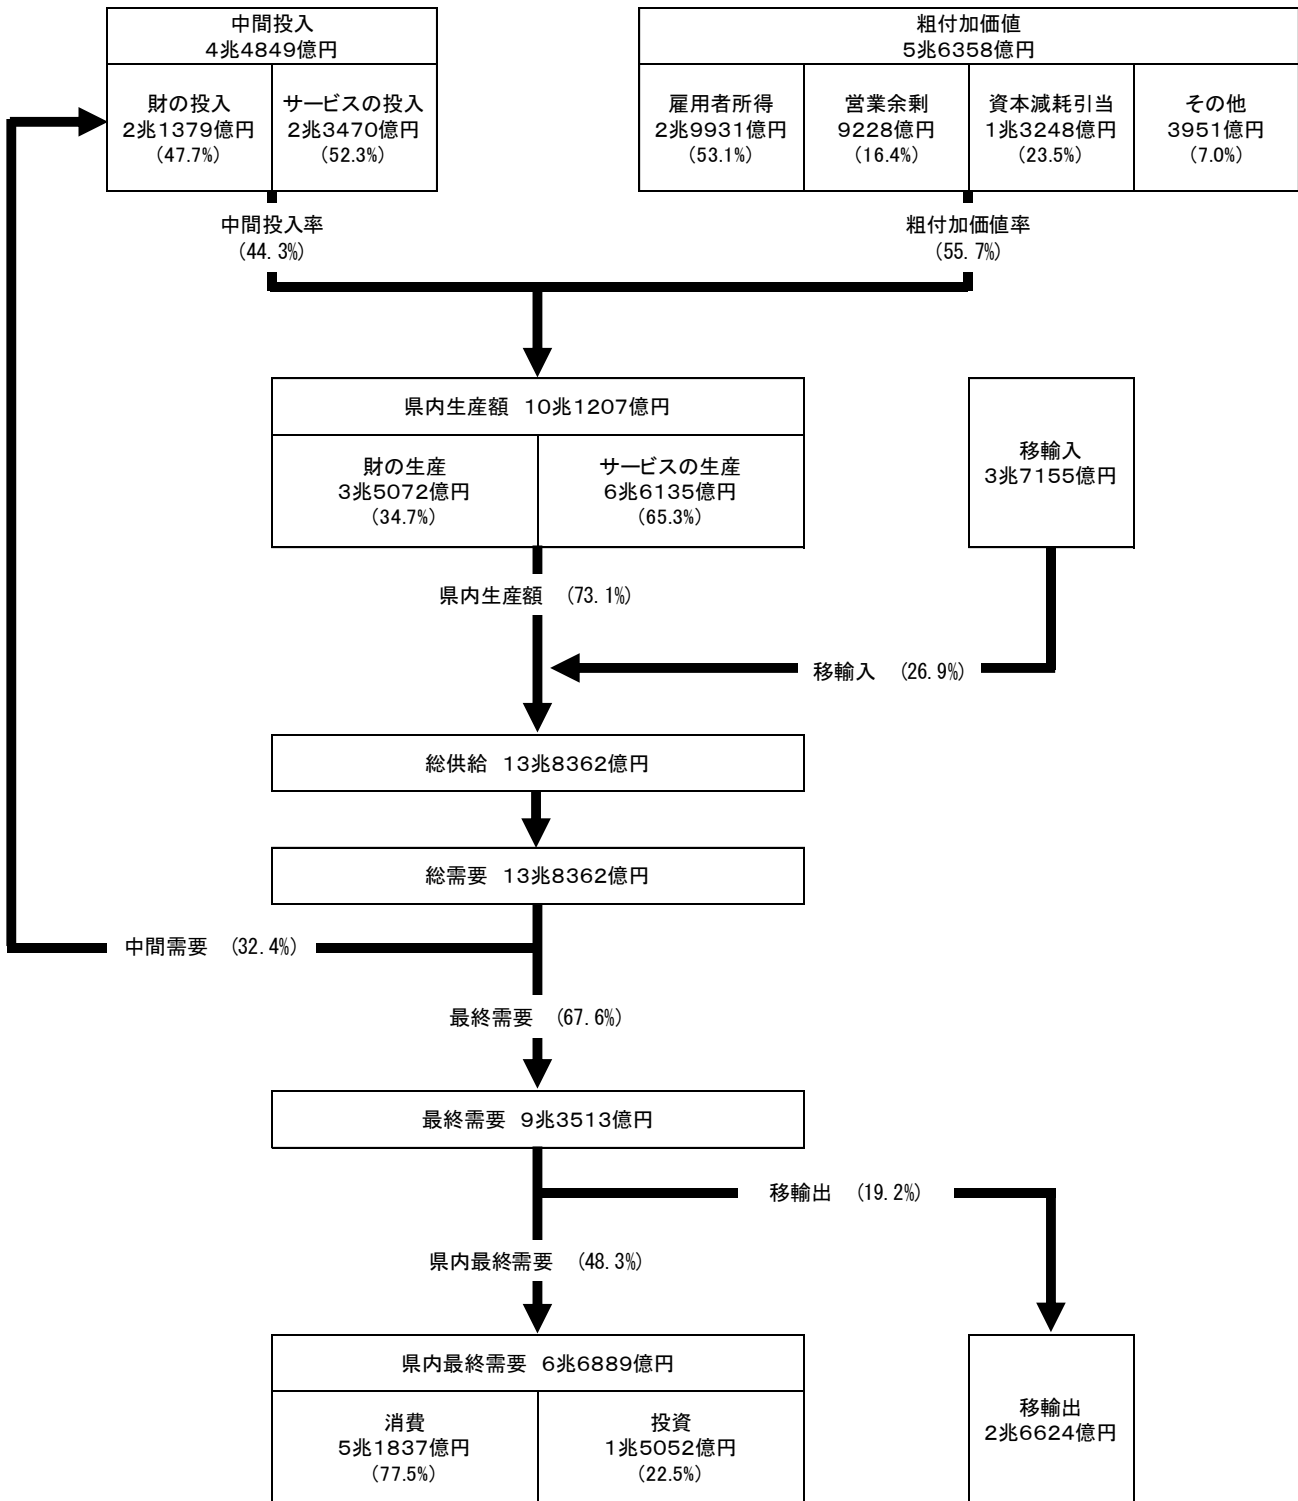 中間投入
4兆4849億円
財の投入
2兆1379億円
(47.7%)
サービスの投入
2兆3470億円
(52.3%)
粗付加価値
5兆6358億円
雇用者所得
2兆9931億円
(53.1%)
営業余剰
9228億円
(16.4%)
資本減耗引当
1兆3248億円
(23.5%)
その他
3951億円
(7.0%)
中間投入率
(44.3%)
粗付加価値率
(55.7%)
県内生産額 10兆1207億円
財の生産
3兆5072億円
(34.7%)
サービスの生産
6兆6135億円
(65.3%)
移輸入
3兆7155億円
県内生産額 (73.1%)
移輸入 (26.9%)
総供給 13兆8362億円
総需要 13兆8362億円
中間需要 (32.4%)
最終需要 (67.6%)
最終需要 9兆3513億円
移輸出 (19.2%)
県内最終需要 (48.3%)
県内最終需要 6兆6889億円
消費
5兆1837億円
(77.5%)
投資
1兆5052億円
(22.5%)
移輸出
2兆6624億円